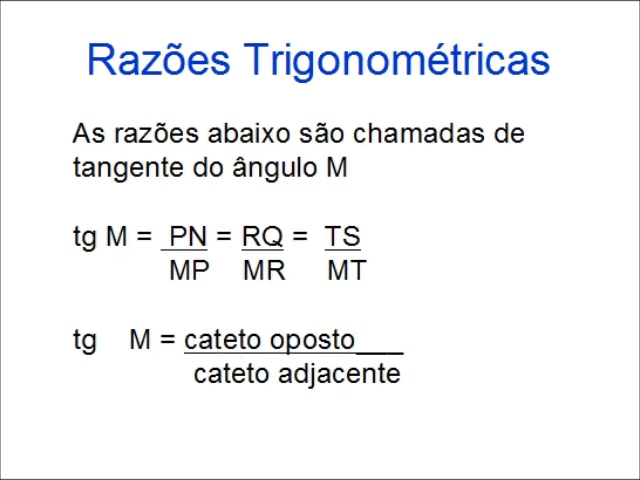 Razões Trigonométricas
As razões abaixo são chamadas de
tangente do ângulo M
tg M = PN = RQ = TS
MP MR MT
tg M = cateto oposto___
cateto adjacente